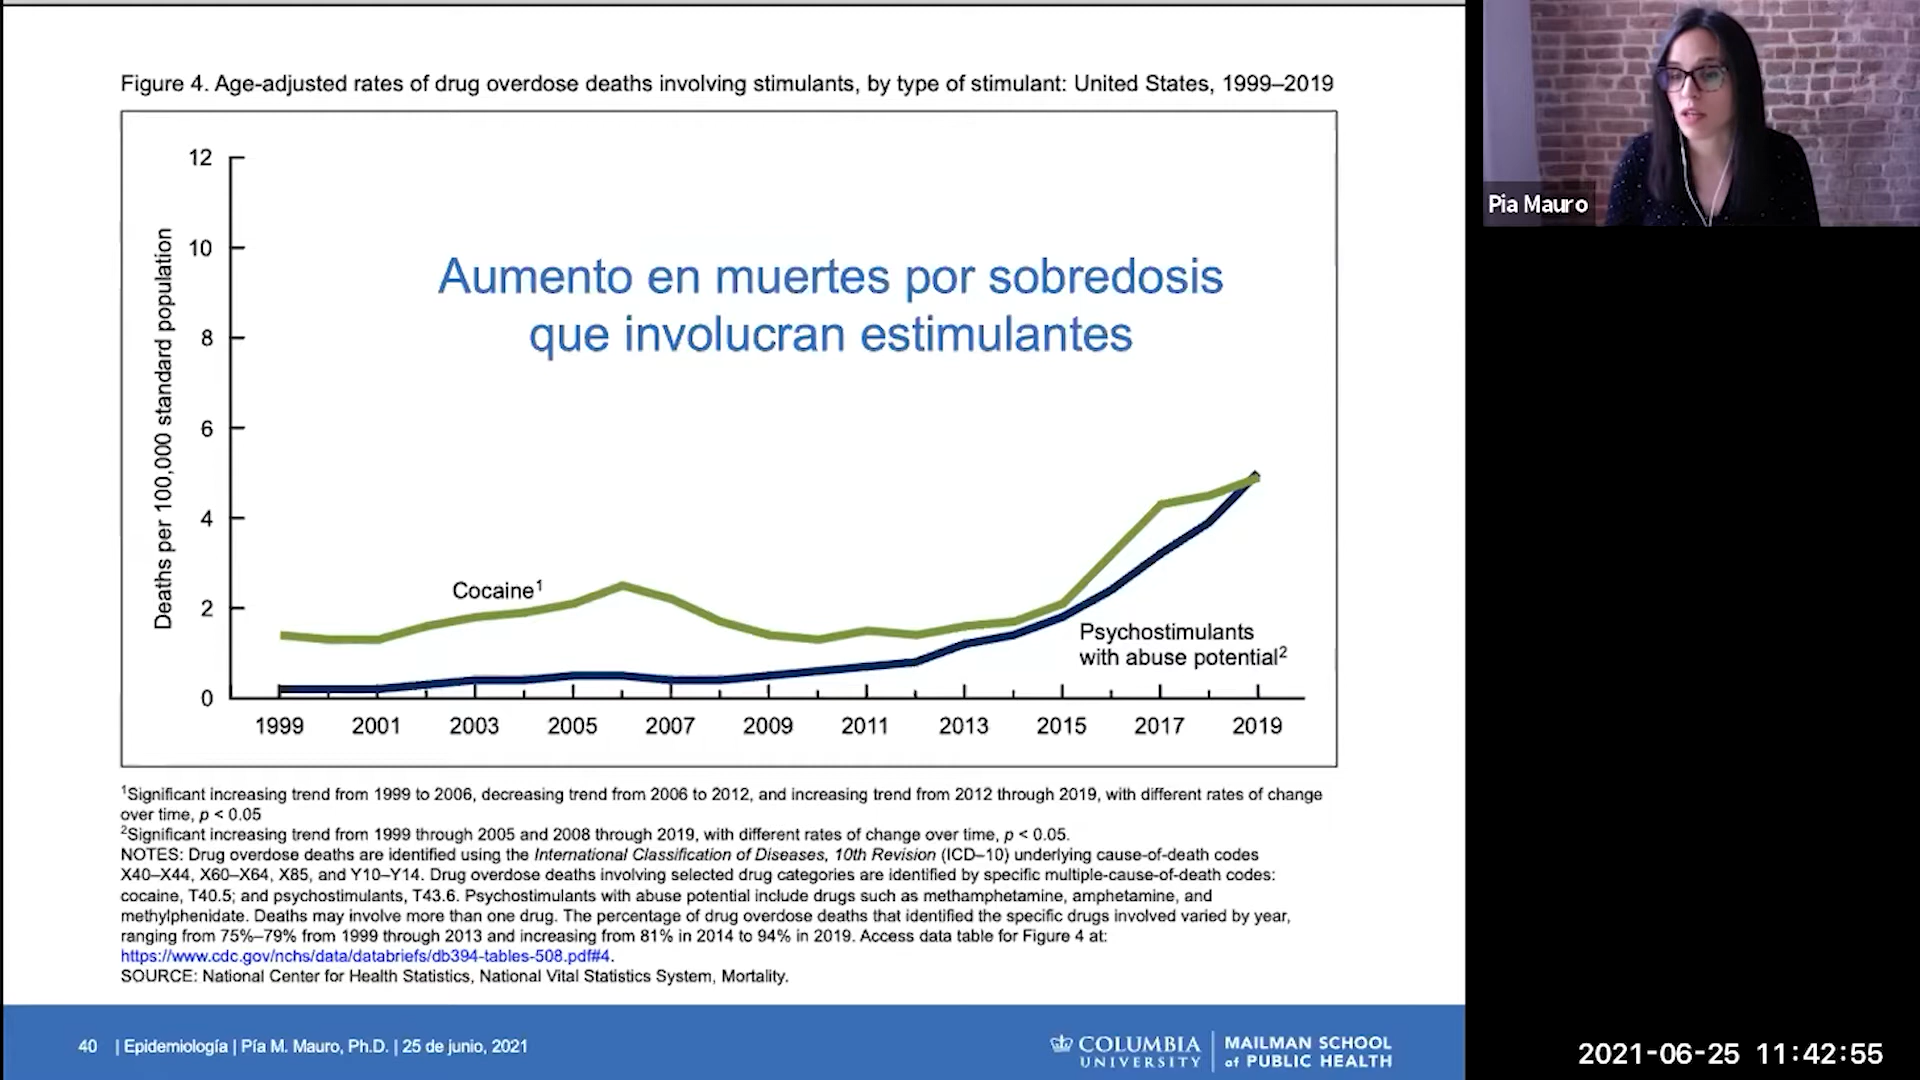 Figure 4. Age-adjusted rates of drug overdose deaths involving stimulants, by type of stimulant: United States, 1999–2019
12
10
8
6
4
2
0
Deaths per 100,000 standard population
Aumento en muertes por sobredosis
que involucran estimulantes
Cocaine¹
Psychostimulants
with abuse potential²
1999 2001 2003 2005 2007 2009 2011 2013 2015 2017 2019
¹Significant increasing trend from 1999 to 2006, decreasing trend from 2006 to 2012, and increasing trend from 2012 through 2019, with different rates of change
over time, p < 0.05
²Significant increasing trend from 1999 through 2005 and 2008 through 2019, with different rates of change over time, p < 0.05.
NOTES: Drug overdose deaths are identified using the International Classification of Diseases, 10th Revision (ICD–10) underlying cause-of-death codes
X40–X44, X60–X64, X85, and Y10–Y14. Drug overdose deaths involving selected drug categories are identified by specific multiple-cause-of-death codes:
cocaine, T40.5; and psychostimulants, T43.6. Psychostimulants with abuse potential include drugs such as methamphetamine, amphetamine, and
methylphenidate. Deaths may involve more than one drug. The percentage of drug overdose deaths that identified the specific drugs involved varied by year,
ranging from 75%–79% from 1999 through 2013 and increasing from 81% in 2014 to 94% in 2019. Access data table for Figure 4 at:
https://www.cdc.gov/nchs/data/databriefs/db394-tables-508.pdf#4.
SOURCE: National Center for Health Statistics, National Vital Statistics System, Mortality.
40 | Epidemiología | Pía M. Mauro, Ph.D. | 25 de junio, 2021
COLUMBIA
UNIVERSITY
MAILMAN SCHOOL
of PUBLIC HEALTH
Pia Mauro
2021-06-25 11:42:55